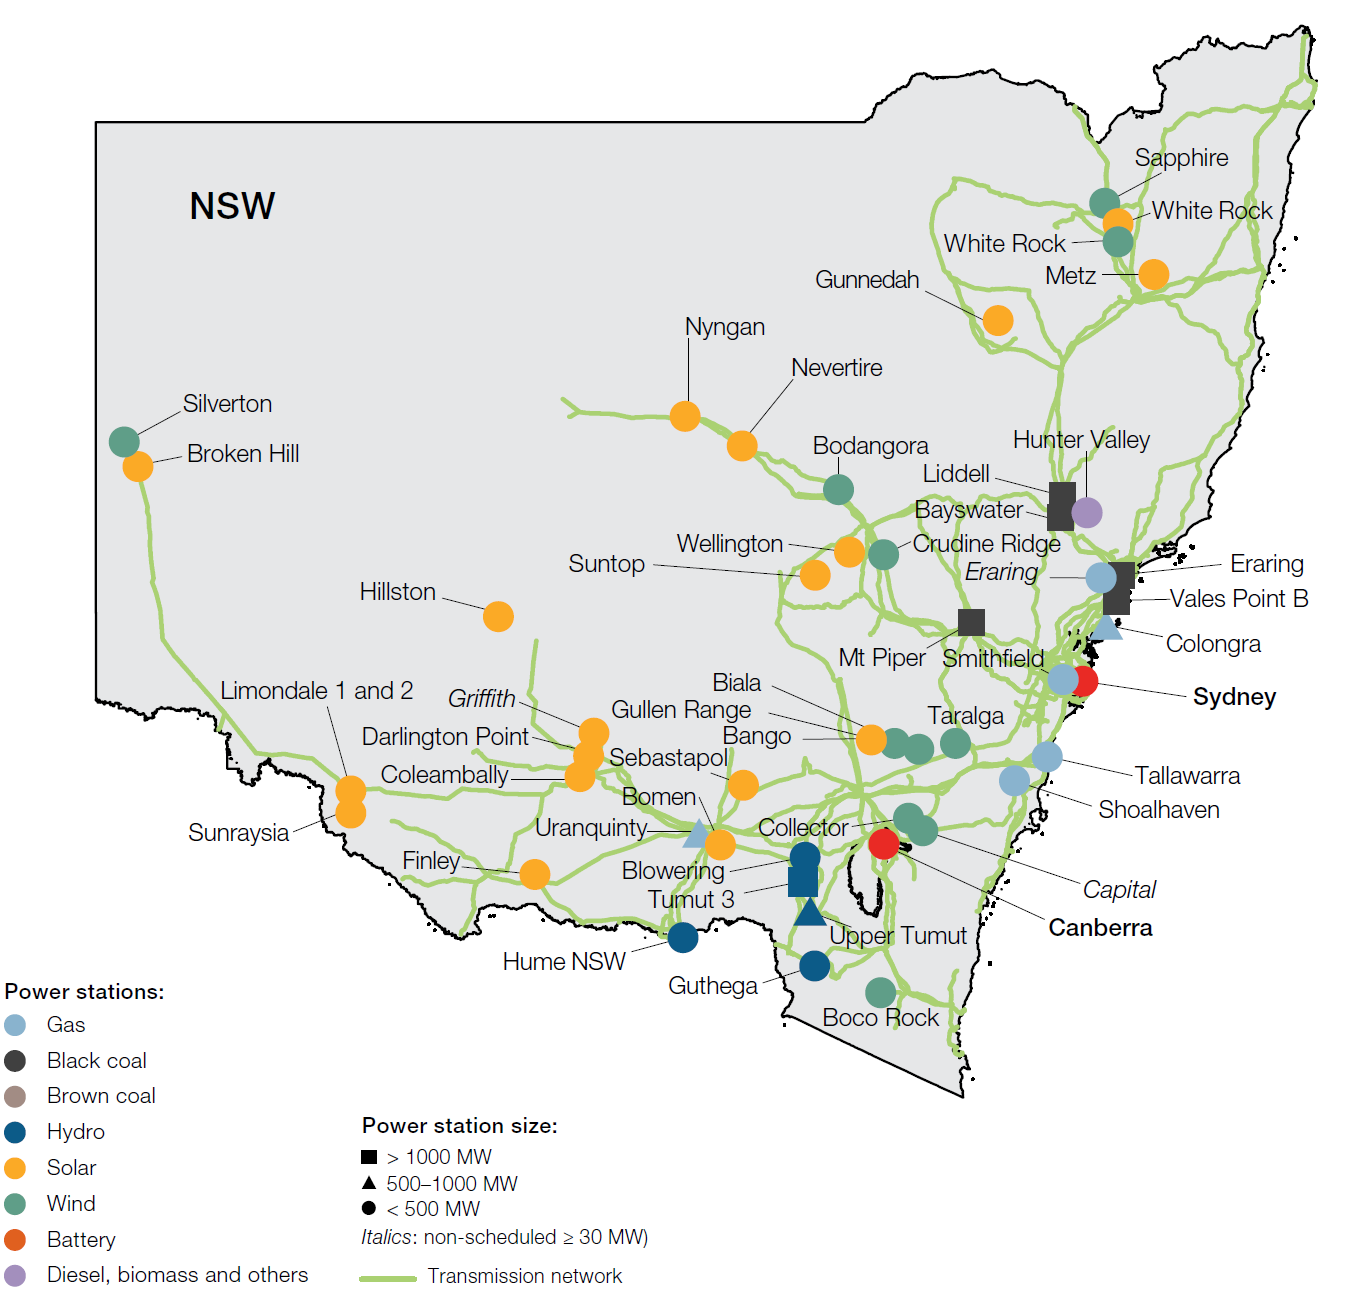 Sapphire
NSW
White Rock
White Rock
Metz
Gunnedah
Nyngan
Nevertire
Silverton
Hunter Valley
Bodangora
Broken Hill
Liddell
Bayswater
Wellington
Crudine Ridge
Suntop
Eraring
Eraring
Hillston
Vales Point B
Colongra
Mt Piper
Smithfield
Biala
Limondale 1 and 2
Griffith
Sydney
Gullen Range
Taralga
Darlington Point
Bango
Sebastapol
Coleambally
Tallawarra
Bomen
Shoalhaven
Uranquinty
Collector
Sunraysia
Finley
Blowering
Capital
Tumut 3
Canberra
Upper Tumut
Hume NSW
Guthega
Boco Rock
Power stations:
Gas
Black coal
Brown coal
Hydro
Solar
Wind
Battery
Diesel, biomass and others
Power station size:
> 1000 MW
500–1000 MW
< 500 MW
Italics: non-scheduled ≥ 30 MW)
Transmission network